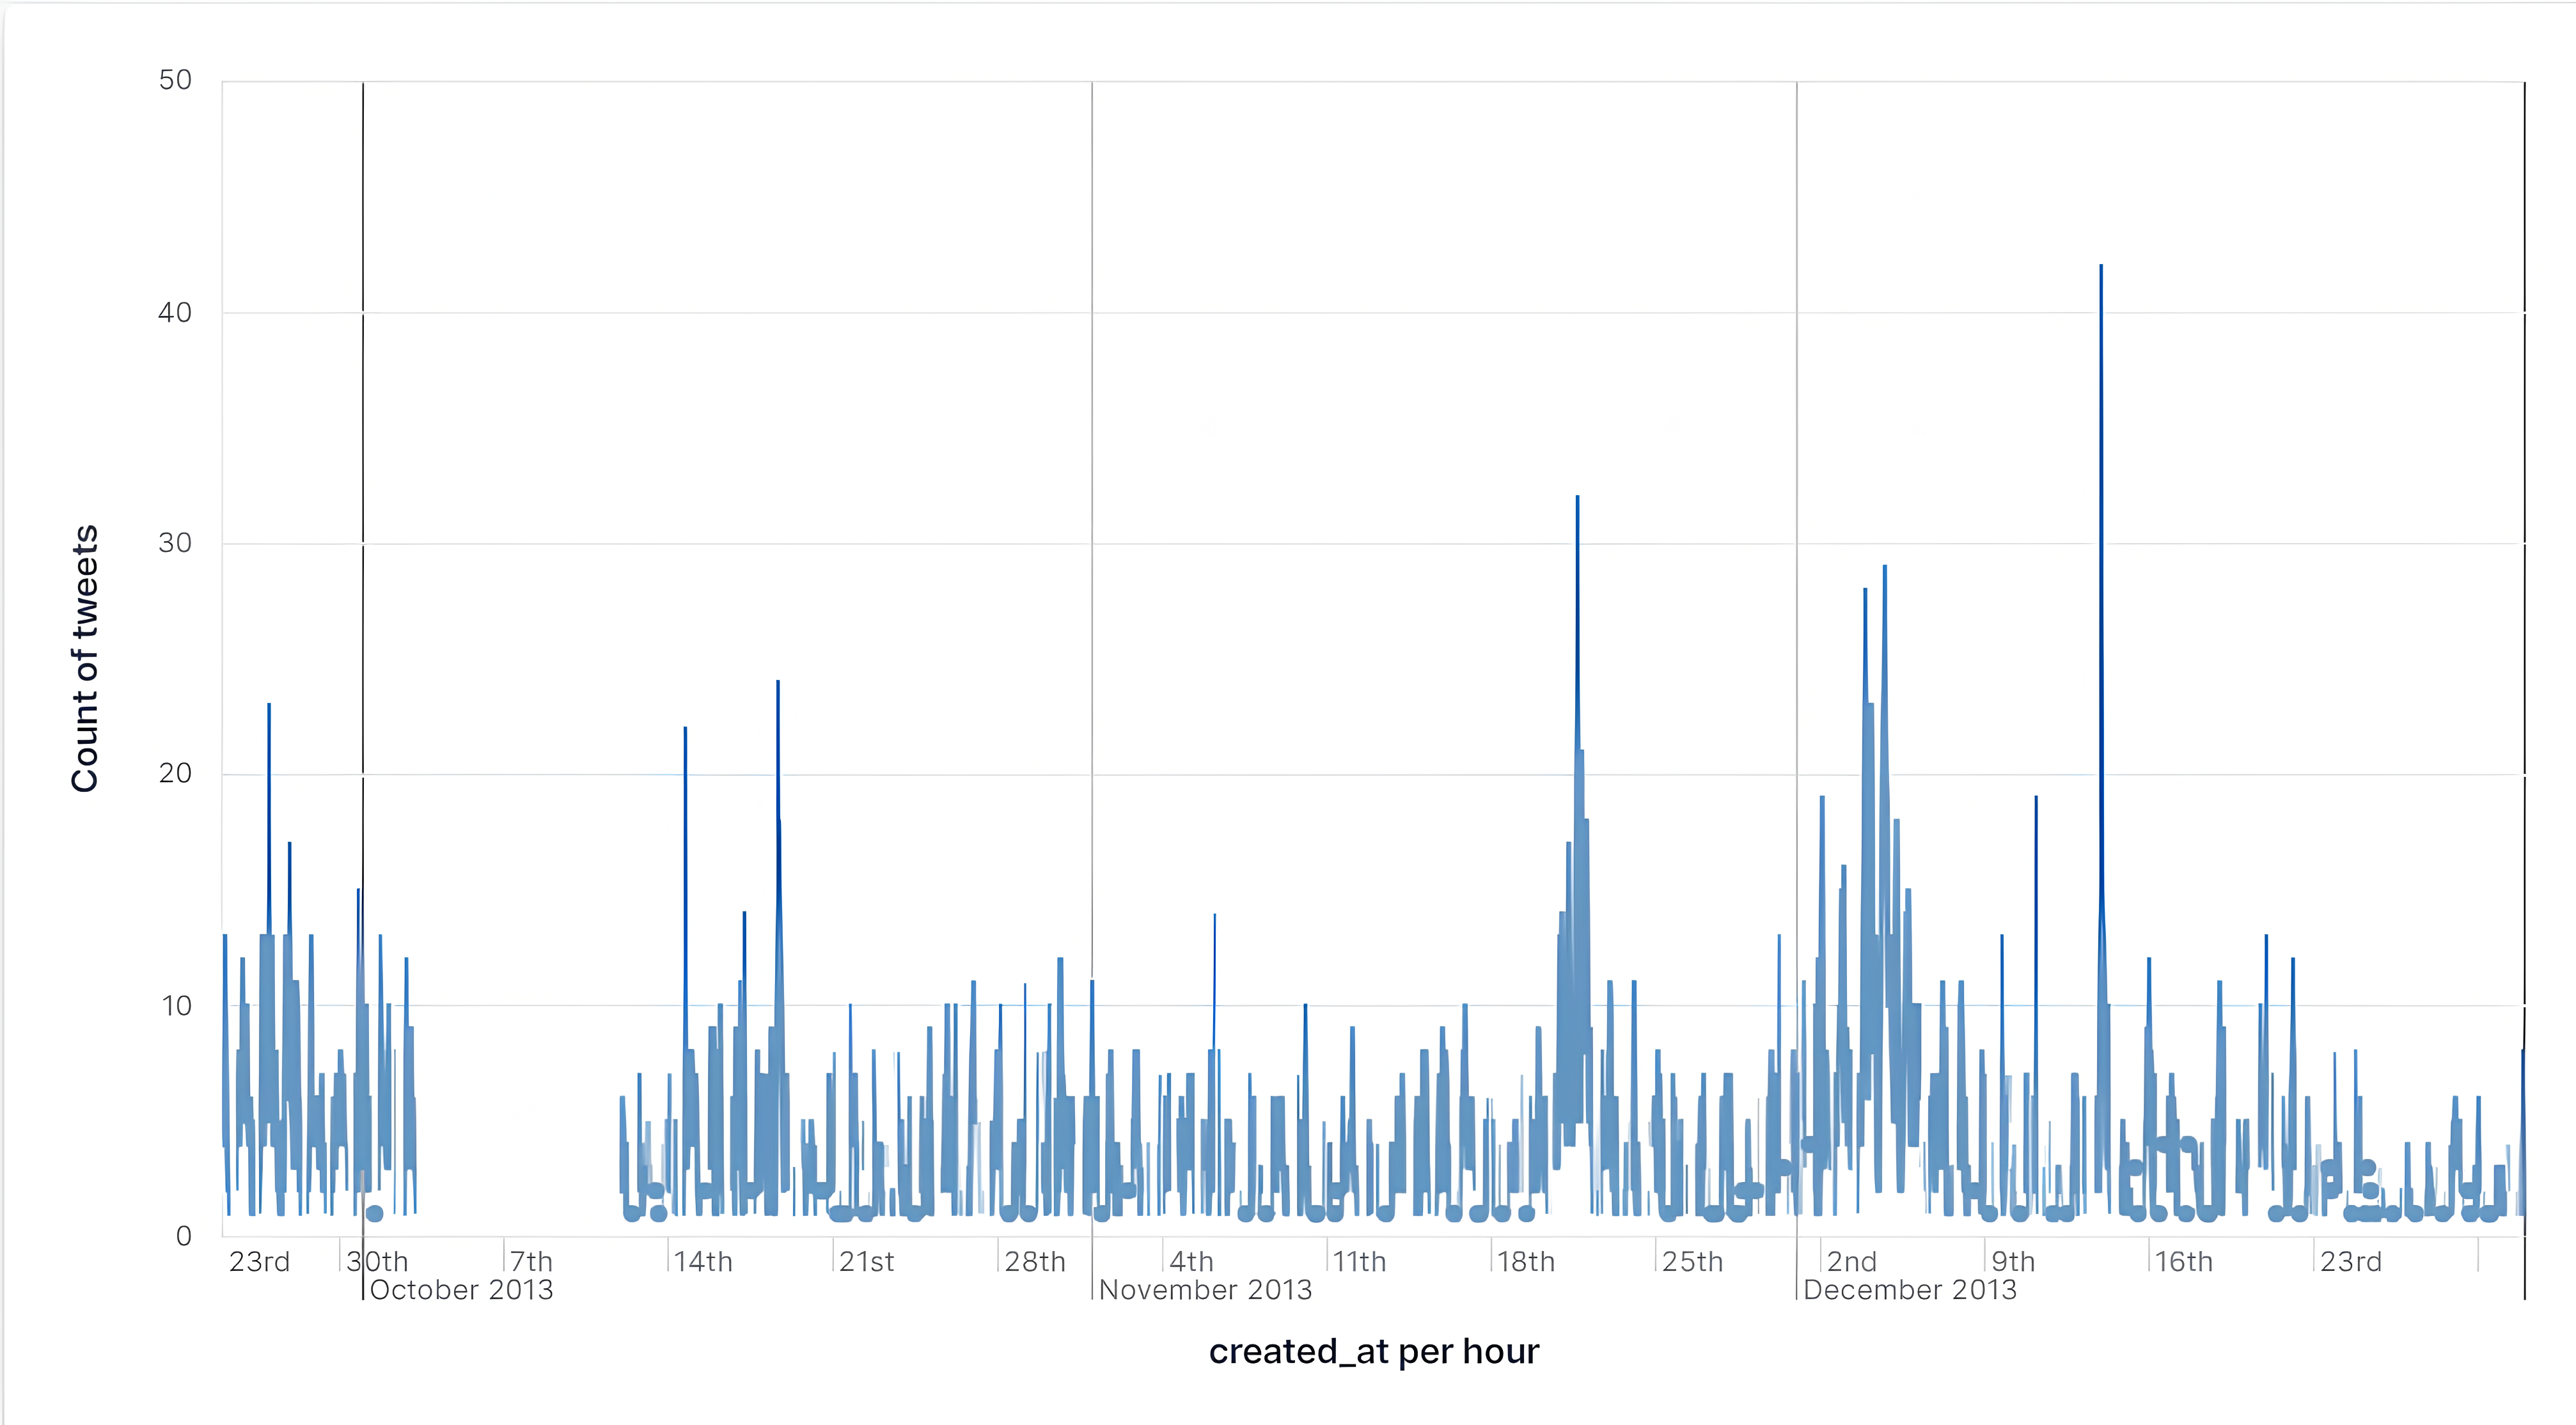 50
40
30
20
10
0
Count of tweets
23rd 30th 7th 14th 21st 28th 4th 11th 18th 25th 2nd 9th 16th 23rd
October 2013 November 2013 December 2013
created_at per hour